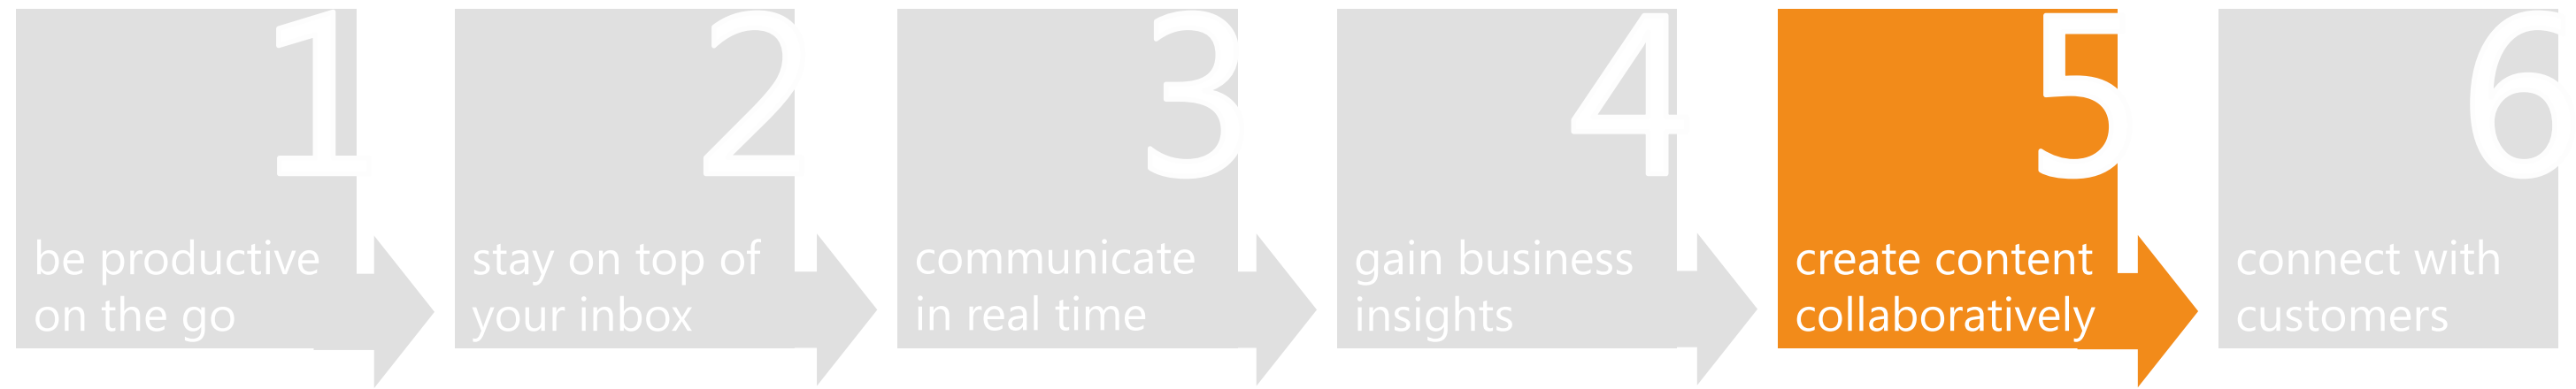 1
be productive
on the go
2
stay on top of
your inbox
3
communicate
in real time
4
gain business
insights
5
create content
collaboratively
6
connect with
customers